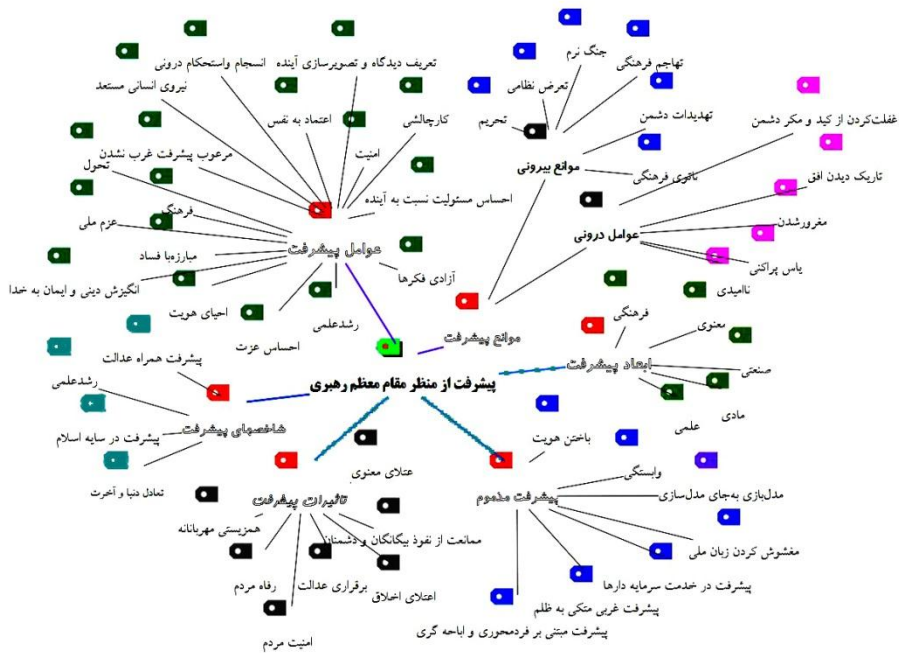 تعریف دیدگاه و تصویرسازی آینده
انسجام واستحکام درونی
نیروی انسانی مستعد
اعتماد به نفس
کارچالشی
امنیت
مرعوب پیشرفت غرب نشدن
تحول
احساس مسئولیت نسبت به آینده
فرهنگی
عزم ملی
عوامل پیشرفت
مبارزه‌با فساد
آزادی فکرها
انگیزش دینی و ایمان به خدا
احیای هویت
احساس عزت
رشدعلمی
جنگ نرم
تهاجم فرهنگی
تعرض نظامی
تحریم
تهدیدات دشمن
موانع بیرونی
ناتوی فرهنگی
غفلت‌کردن از کید و مکر دشمن
تاریک دیدن افق
مغرورشدن
عوامل درونی
یاس پراکنی
ناامیدی
موانع پیشرفت
فرهنگی
معنوی
ابعاد پیشرفت
صنعتی
مادی
علمی
پیشرفت از منظر مقام معظم رهبری
پیشرفت همراه عدالت
رشدعلمی
شاخصهای پیشرفت
پیشرفت در سایه اسلام
تعادل دنیا و آخرت
عتلای معنوی
تاثیرات پیشرفت
همزیستی مهربانانه
ممانعت از نفوذ بیگانگان و دشمنان
رفاه مردم
برقراری عدالت
اعتلای اخلاق
امنیت مردم
باختن هویت
وابستگی
پیشرفت مذموم
مدل‌بازی به‌جای مدل‌سازی
مغشوش کردن زبان ملی
پیشرفت در خدمت سرمایه دارها
پیشرفت غربی متکی به ظلم
پیشرفت مبتنی بر فردمحوری و اباحه گری